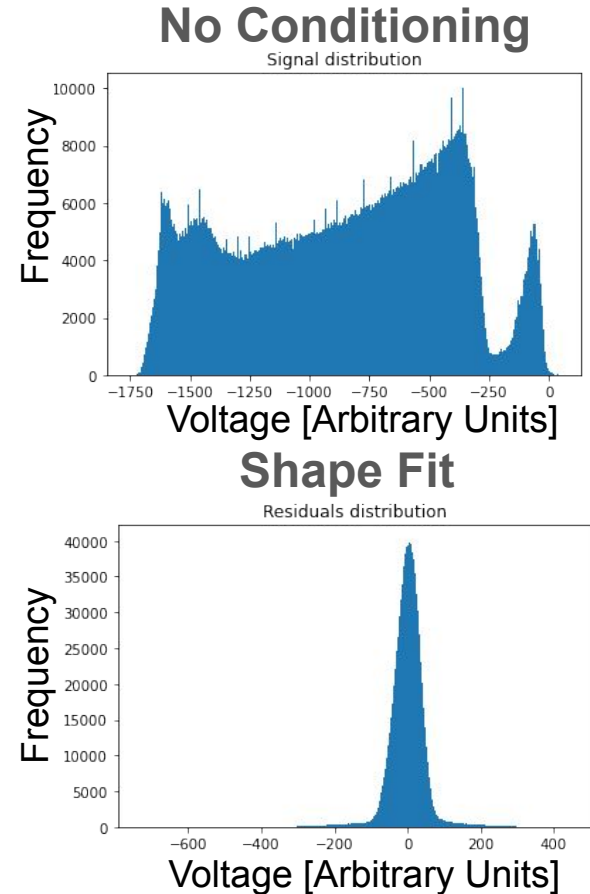 No Conditioning
Signal distribution
10000
8000
6000
4000
2000
0
Frequency
−1750 −1500 −1250 −1000 −750 −500 −250 0
Voltage [Arbitrary Units]
Shape Fit
Residuals distribution
40000
35000
30000
25000
20000
15000
10000
5000
0
Frequency
−600 −400 −200 0 200 400
Voltage [Arbitrary Units]